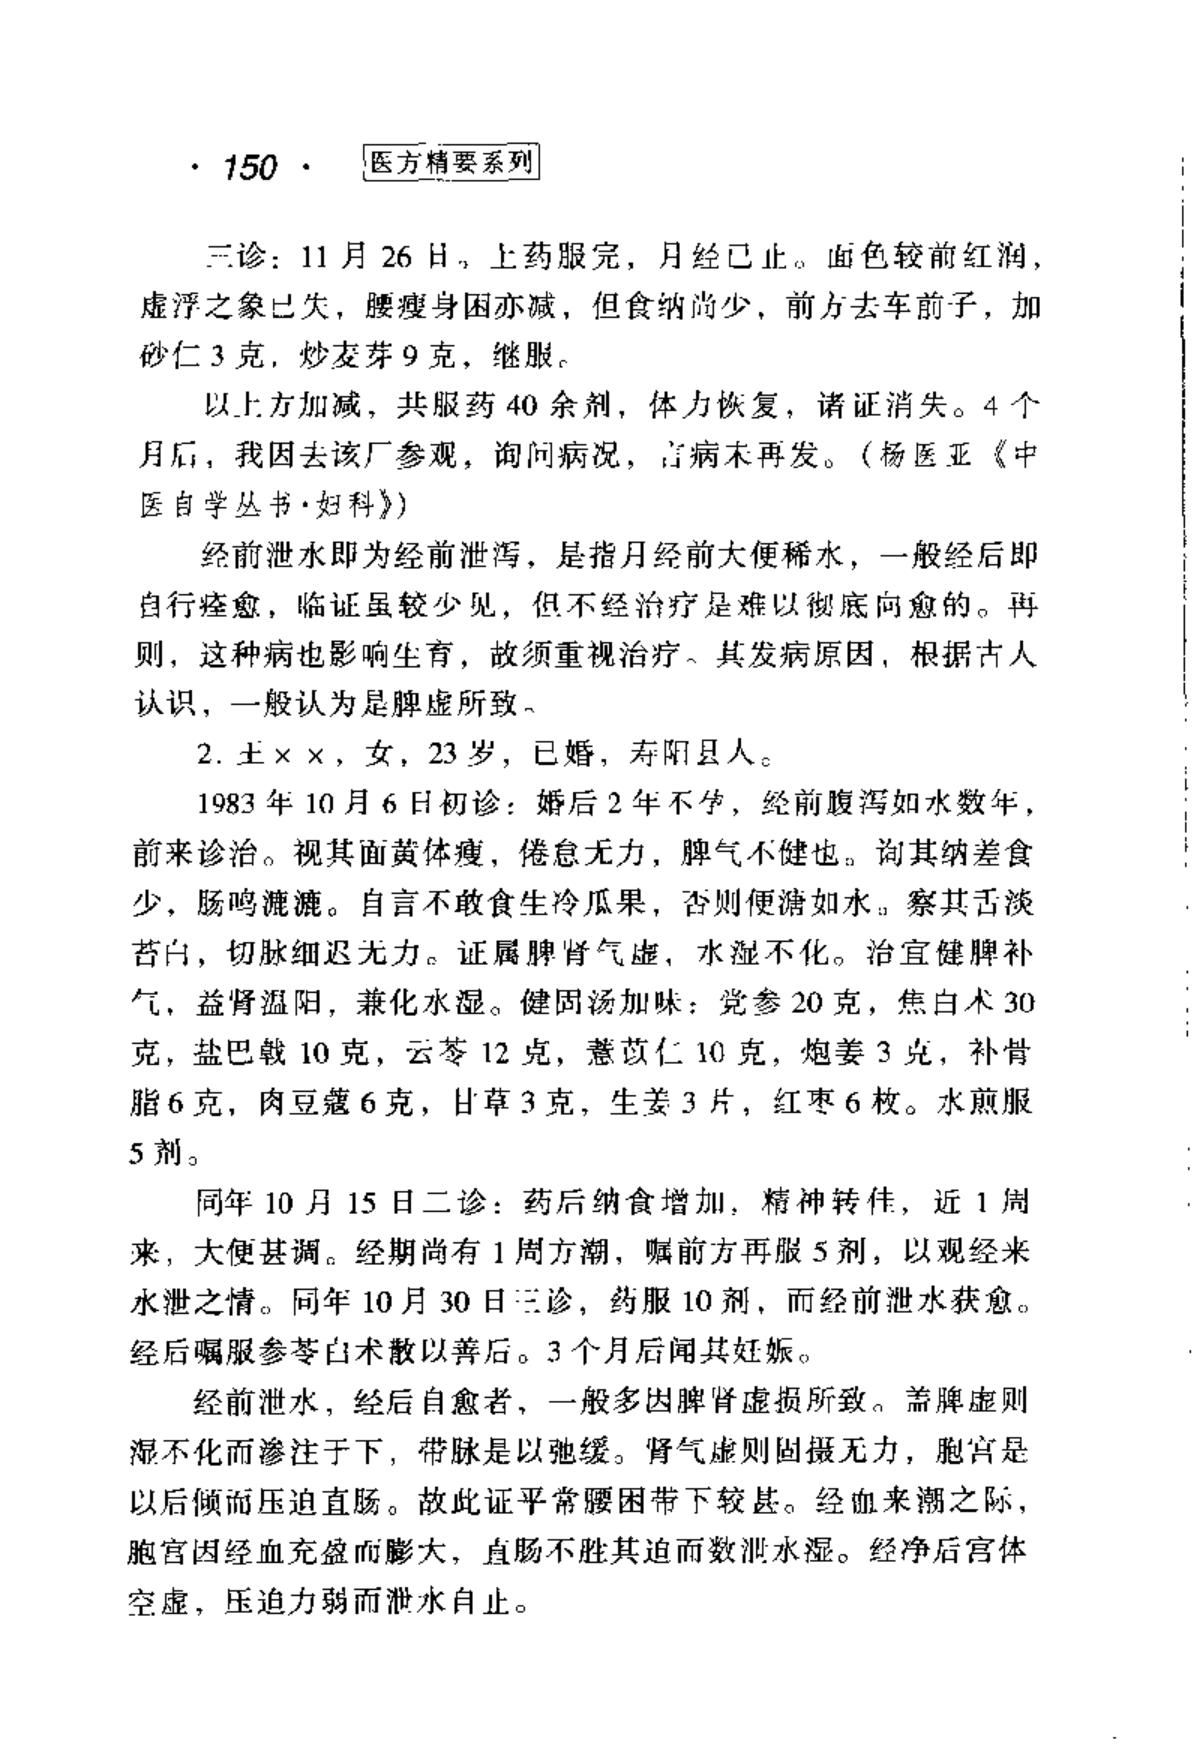 · 150 · 医方精要系列
三诊：11 月 26 日。上药服完，月经已止。面色较前红润，
虚浮之象已失，腰瘦身困亦减，但食纳尚少，前方去车前子，加
砂仁 3 克，炒麦芽 9 克，继服。
以上方加减，共服药 40 余剂，体力恢复，诸证消失。4 个
月后，我因去该厂参观，询问病况，言病未再发。（杨医亚《中
医自学丛书·妇科》）
经前泄水即为经前泄泻，是指月经前大便稀水，一般经后即
自行痊愈，临证虽较少见，但不经治疗是难以彻底向愈的。再
则，这种病也影响生育，故须重视治疗。其发病原因，根据古人
认识，一般认为是脾虚所致。
2. 王××，女，23 岁，已婚，寿阳县人。
1983 年 10 月 6 日初诊：婚后 2 年不孕，经前腹泻如水数年，
前来诊治。视其面黄体瘦，倦怠无力，脾气不健也。询其纳差食
少，肠鸣漉漉。自言不敢食生冷瓜果，否则便溏如水。察其舌淡
苔白，切脉细迟无力。证属脾肾气虚，水湿不化。治宜健脾补
气，益肾温阳，兼化水湿。健固汤加味：党参 20 克，焦白术 30
克，盐巴戟 10 克，云苓 12 克，薏苡仁 10 克，炮姜 3 克，补骨
脂 6 克，肉豆蔻 6 克，甘草 3 克，生姜 3 片，红枣 6 枚。水煎服
5 剂。
同年 10 月 15 日二诊：药后纳食增加，精神转佳，近 1 周
来，大便甚调。经期尚有 1 周方潮，嘱前方再服 5 剂，以观经来
水泄之情。同年 10 月 30 日三诊，药服 10 剂，而经前泄水获愈。
经后嘱服参苓白术散以善后。3 个月后闻其妊娠。
经前泄水，经后自愈者，一般多因脾肾虚损所致。盖脾虚则
湿不化而渗注于下，带脉是以弛缓。肾气虚则固摄无力，胞宫是
以后倾而压迫直肠。故此证平常腰困带下较甚。经血来潮之际，
胞宫因经血充盈而膨大，直肠不胜其迫而数泄水湿。经净后宫体
空虚，压迫力弱而泄水自止。